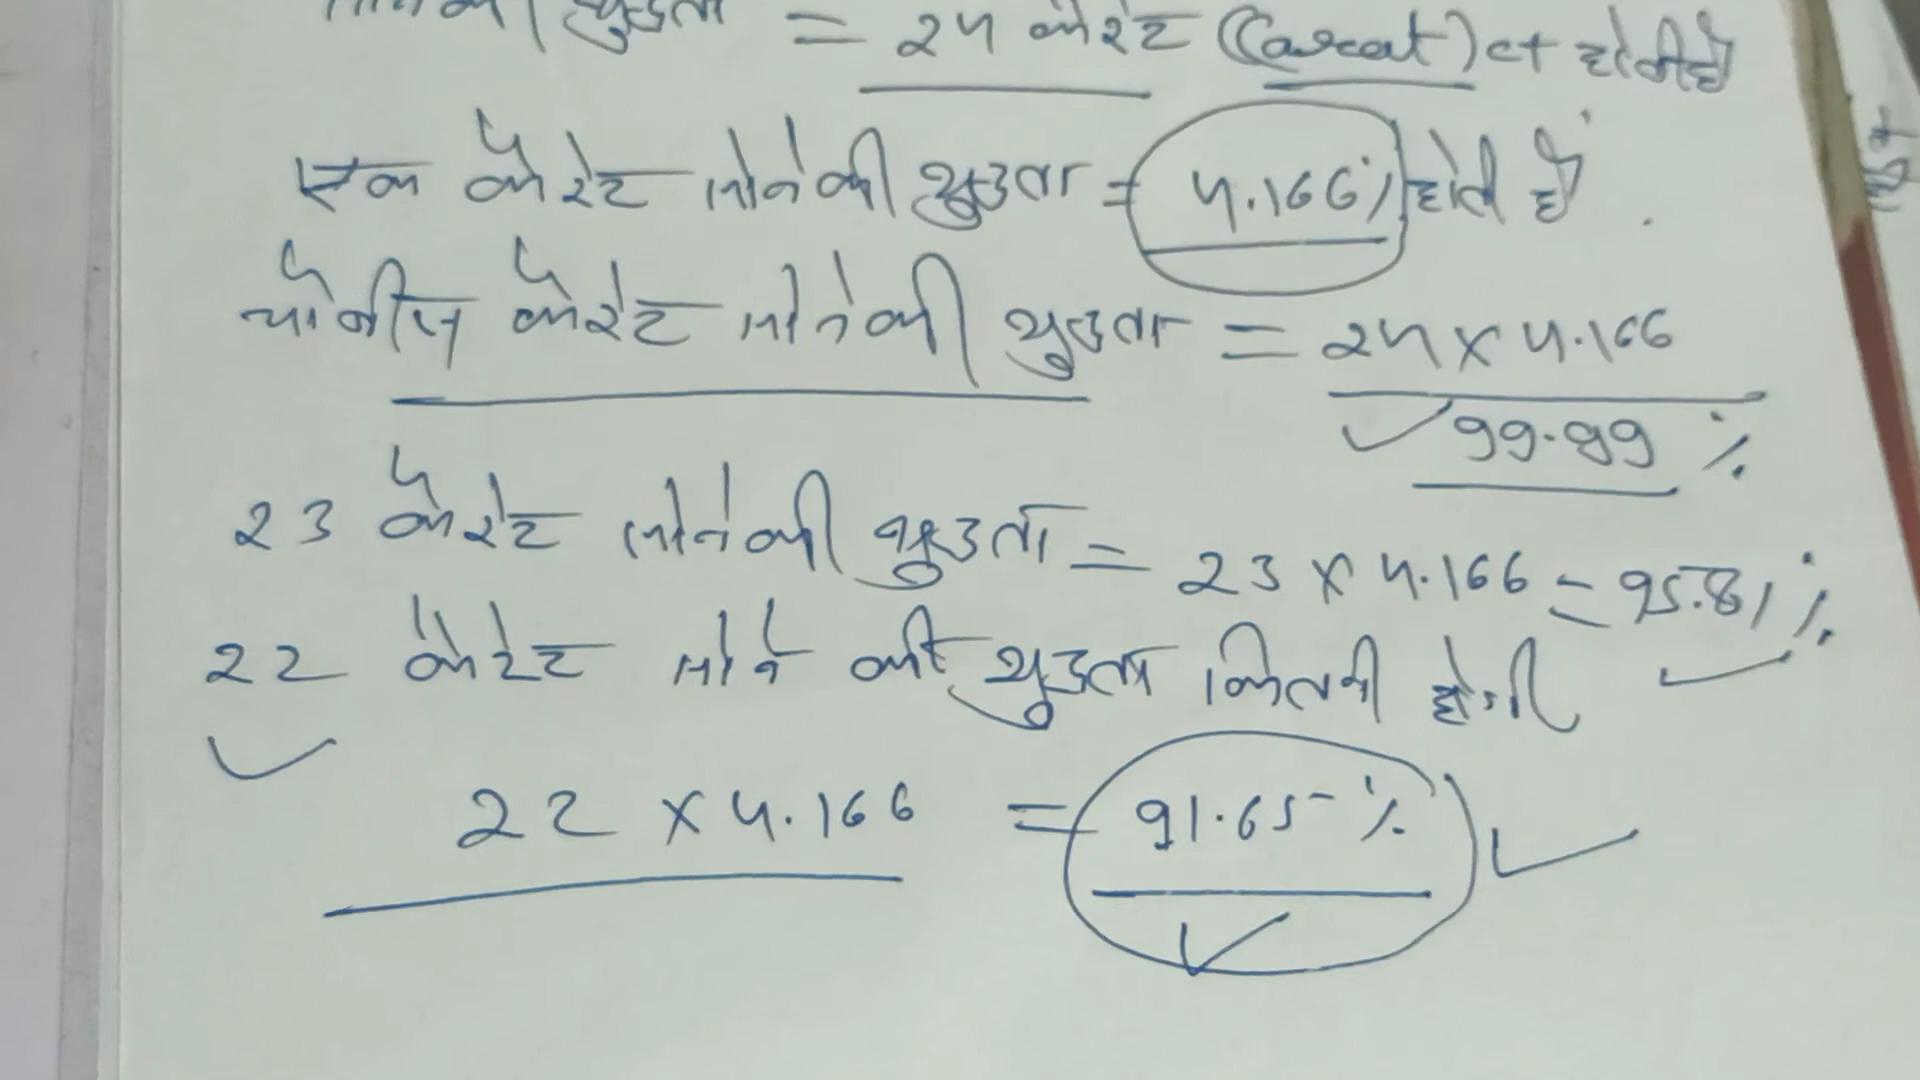 सोने की शुद्धता = 24 केरेट (Carat) ct होती है
एक कैरेट सोने की शुद्धता = 4.166% होती है
चौबीस कैरेट सोने की शुद्धता = 24 x 4.166
99.99 %
23 कैरेट सोने की शुद्धता = 23 x 4.166 = 95.81 %
22 कैरेट सोने की शुद्धता कितनी होगी
22 x 4.166 = 91.65 %